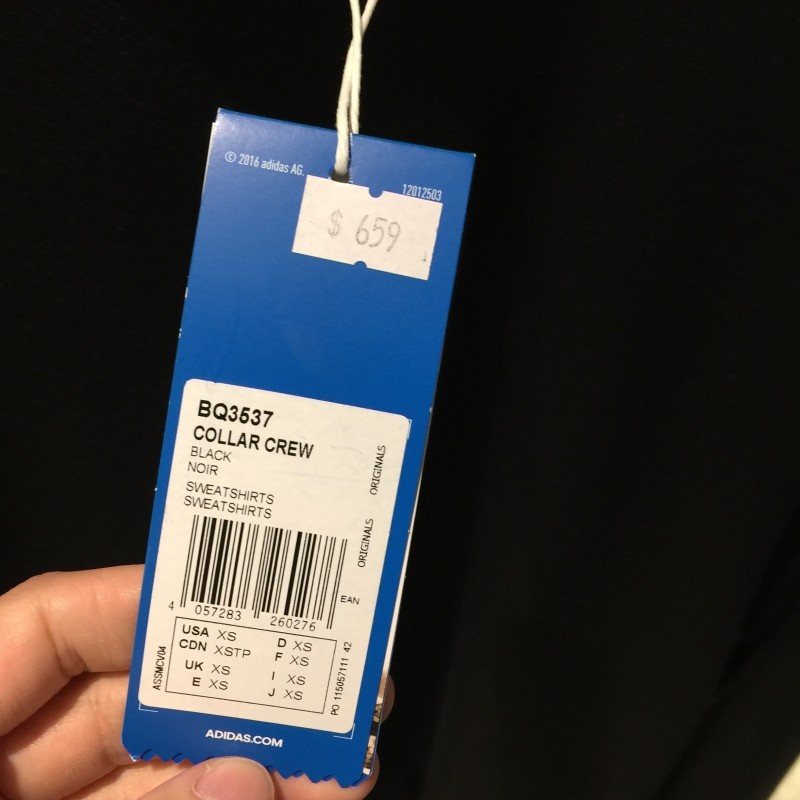 © 2016 adidas AG.
12012503
$ 659
BQ3537
COLLAR CREW
BLACK
NOIR
SWEATSHIRTS
SWEATSHIRTS
ORIGINALS
ORIGINALS
EAN
4 057283 260276
USA XS D XS
CDN XSTP F XS
UK XS I XS
E XS J XS
ASSMCV04
PO 115057111 42
ADIDAS.COM